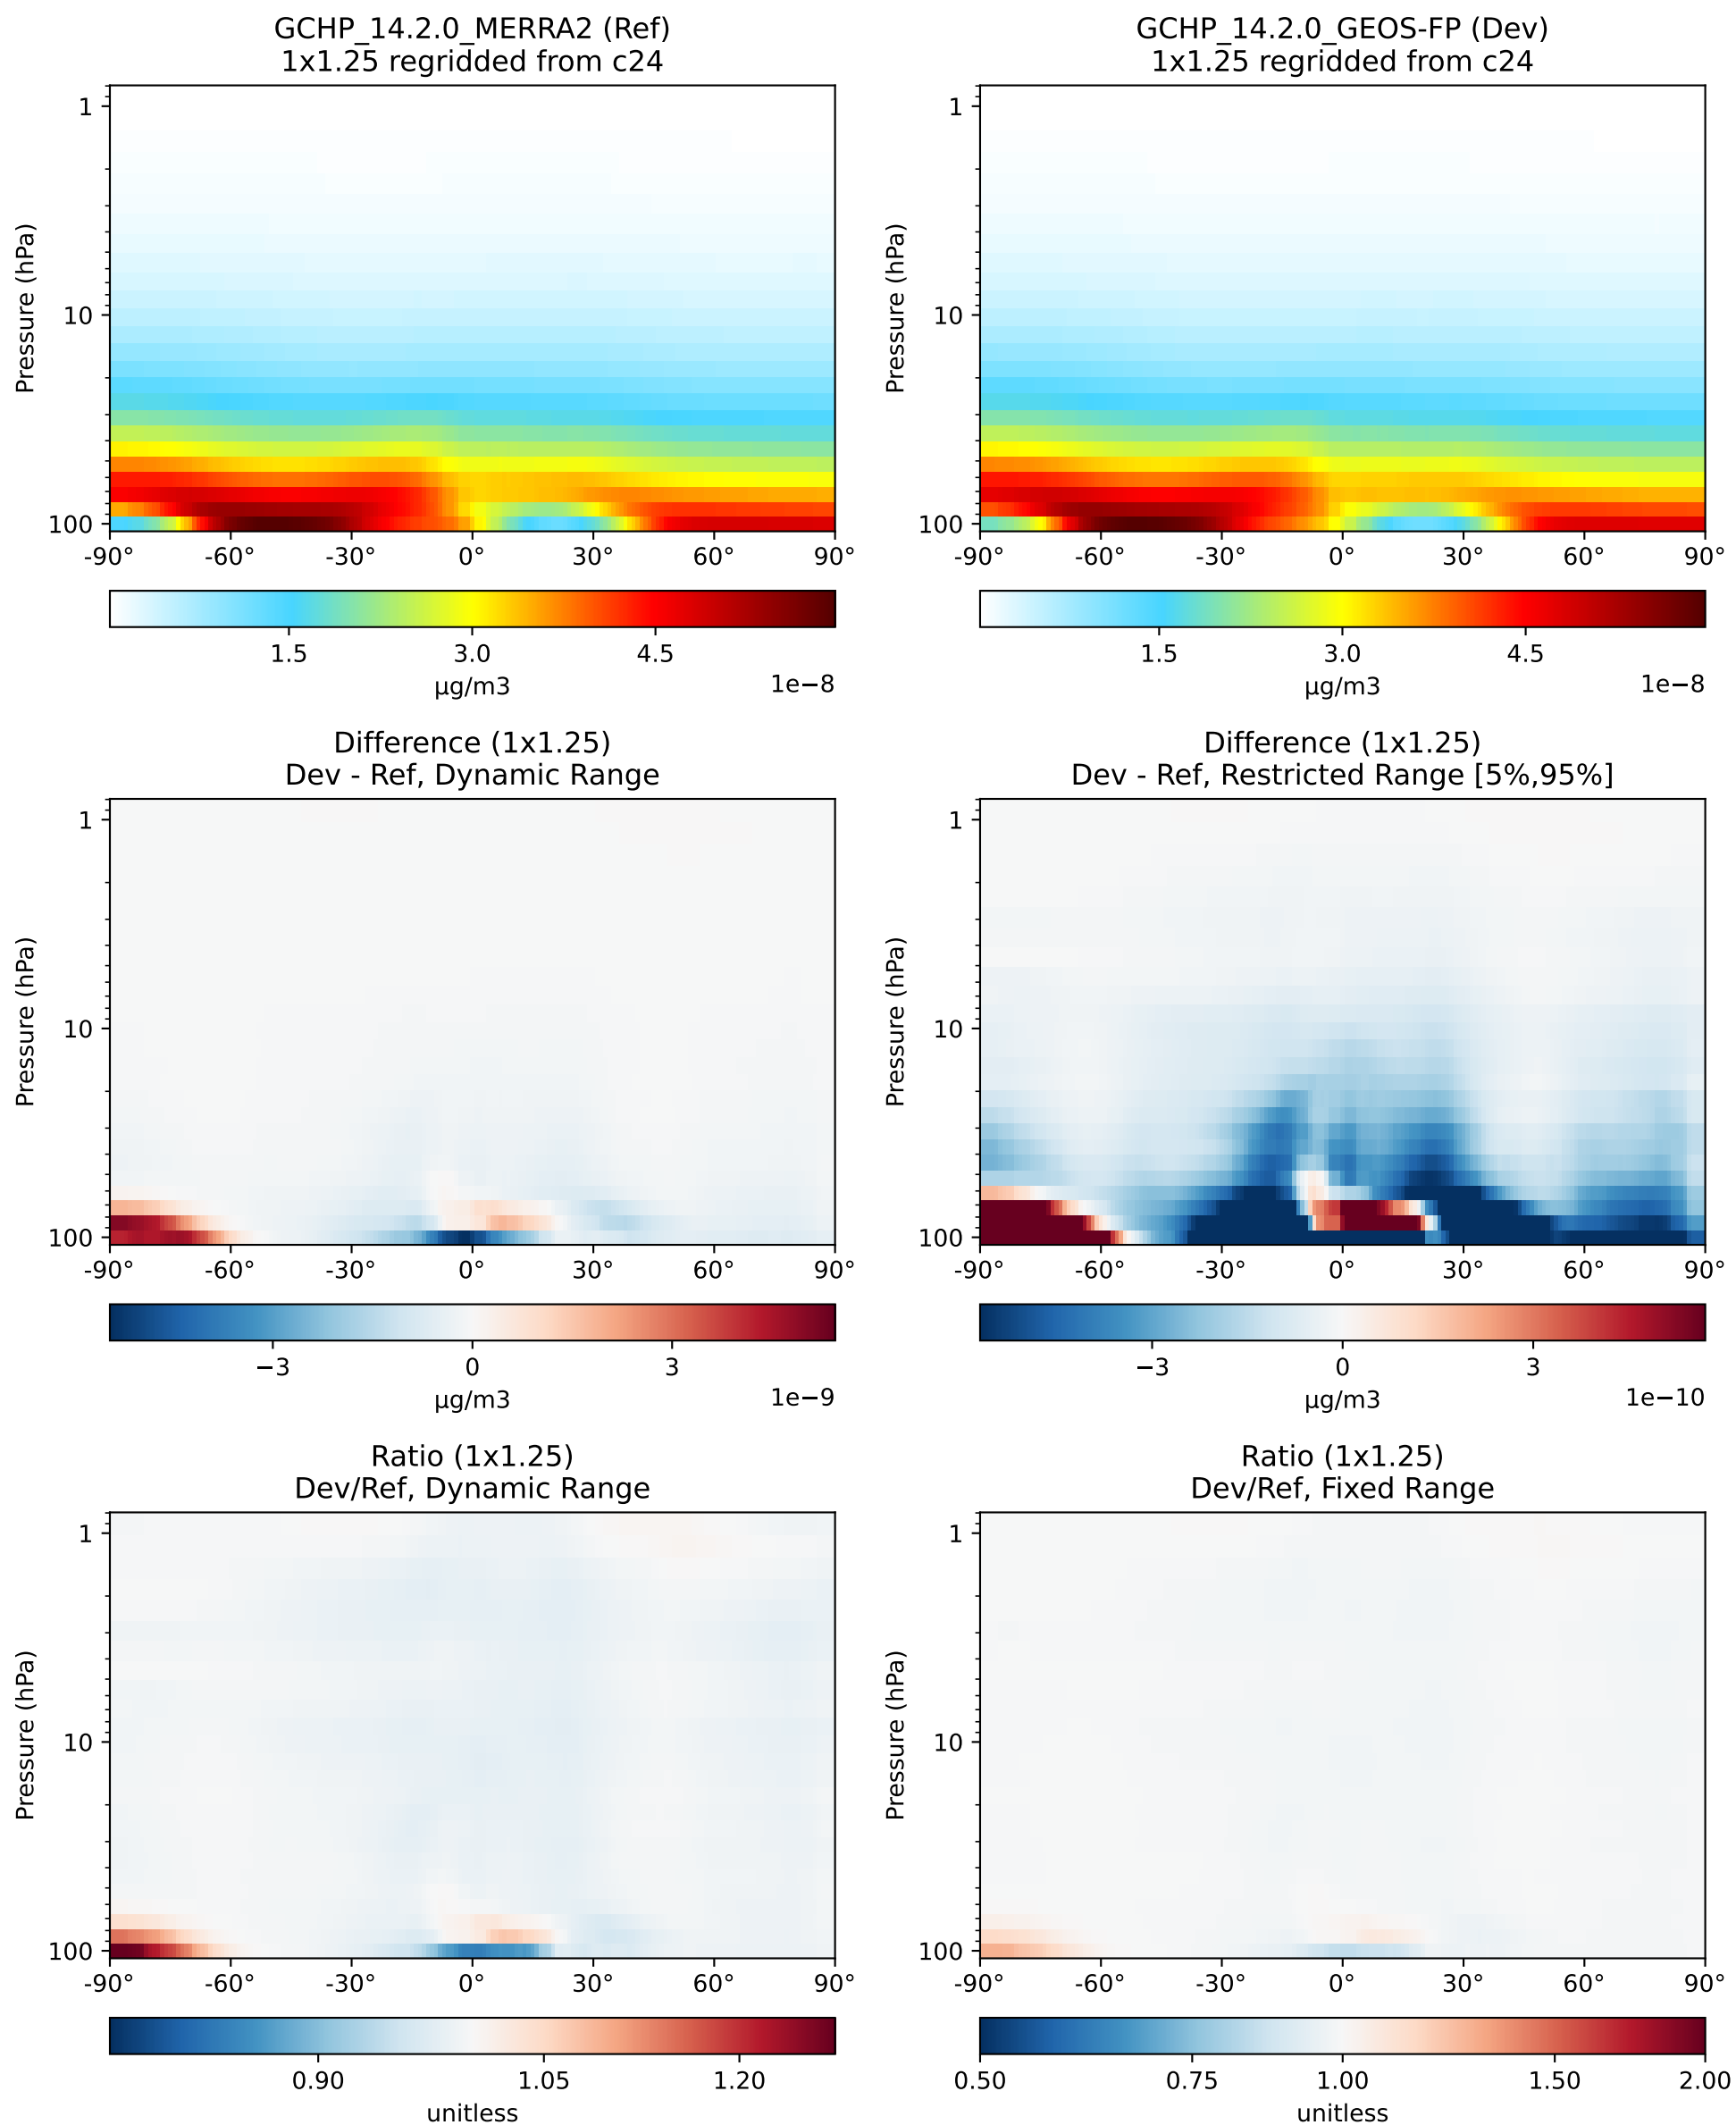 GCHP_14.2.0_MERRA2 (Ref)
1x1.25 regridded from c24
Pressure (hPa)
1
10
100
-90° -60° -30° 0° 30° 60° 90°
1.5 3.0 4.5
µg/m3
1e−8
GCHP_14.2.0_GEOS-FP (Dev)
1x1.25 regridded from c24
Pressure (hPa)
1
10
100
-90° -60° -30° 0° 30° 60° 90°
1.5 3.0 4.5
µg/m3
1e−8
Difference (1x1.25)
Dev - Ref, Dynamic Range
Pressure (hPa)
1
10
100
-90° -60° -30° 0° 30° 60° 90°
−3 0 3
µg/m3
1e−9
Difference (1x1.25)
Dev - Ref, Restricted Range [5%,95%]
Pressure (hPa)
1
10
100
-90° -60° -30° 0° 30° 60° 90°
−3 0 3
µg/m3
1e−10
Ratio (1x1.25)
Dev/Ref, Dynamic Range
Pressure (hPa)
1
10
100
-90° -60° -30° 0° 30° 60° 90°
0.90 1.05 1.20
unitless
Ratio (1x1.25)
Dev/Ref, Fixed Range
Pressure (hPa)
1
10
100
-90° -60° -30° 0° 30° 60° 90°
0.50 0.75 1.00 1.50 2.00
unitless